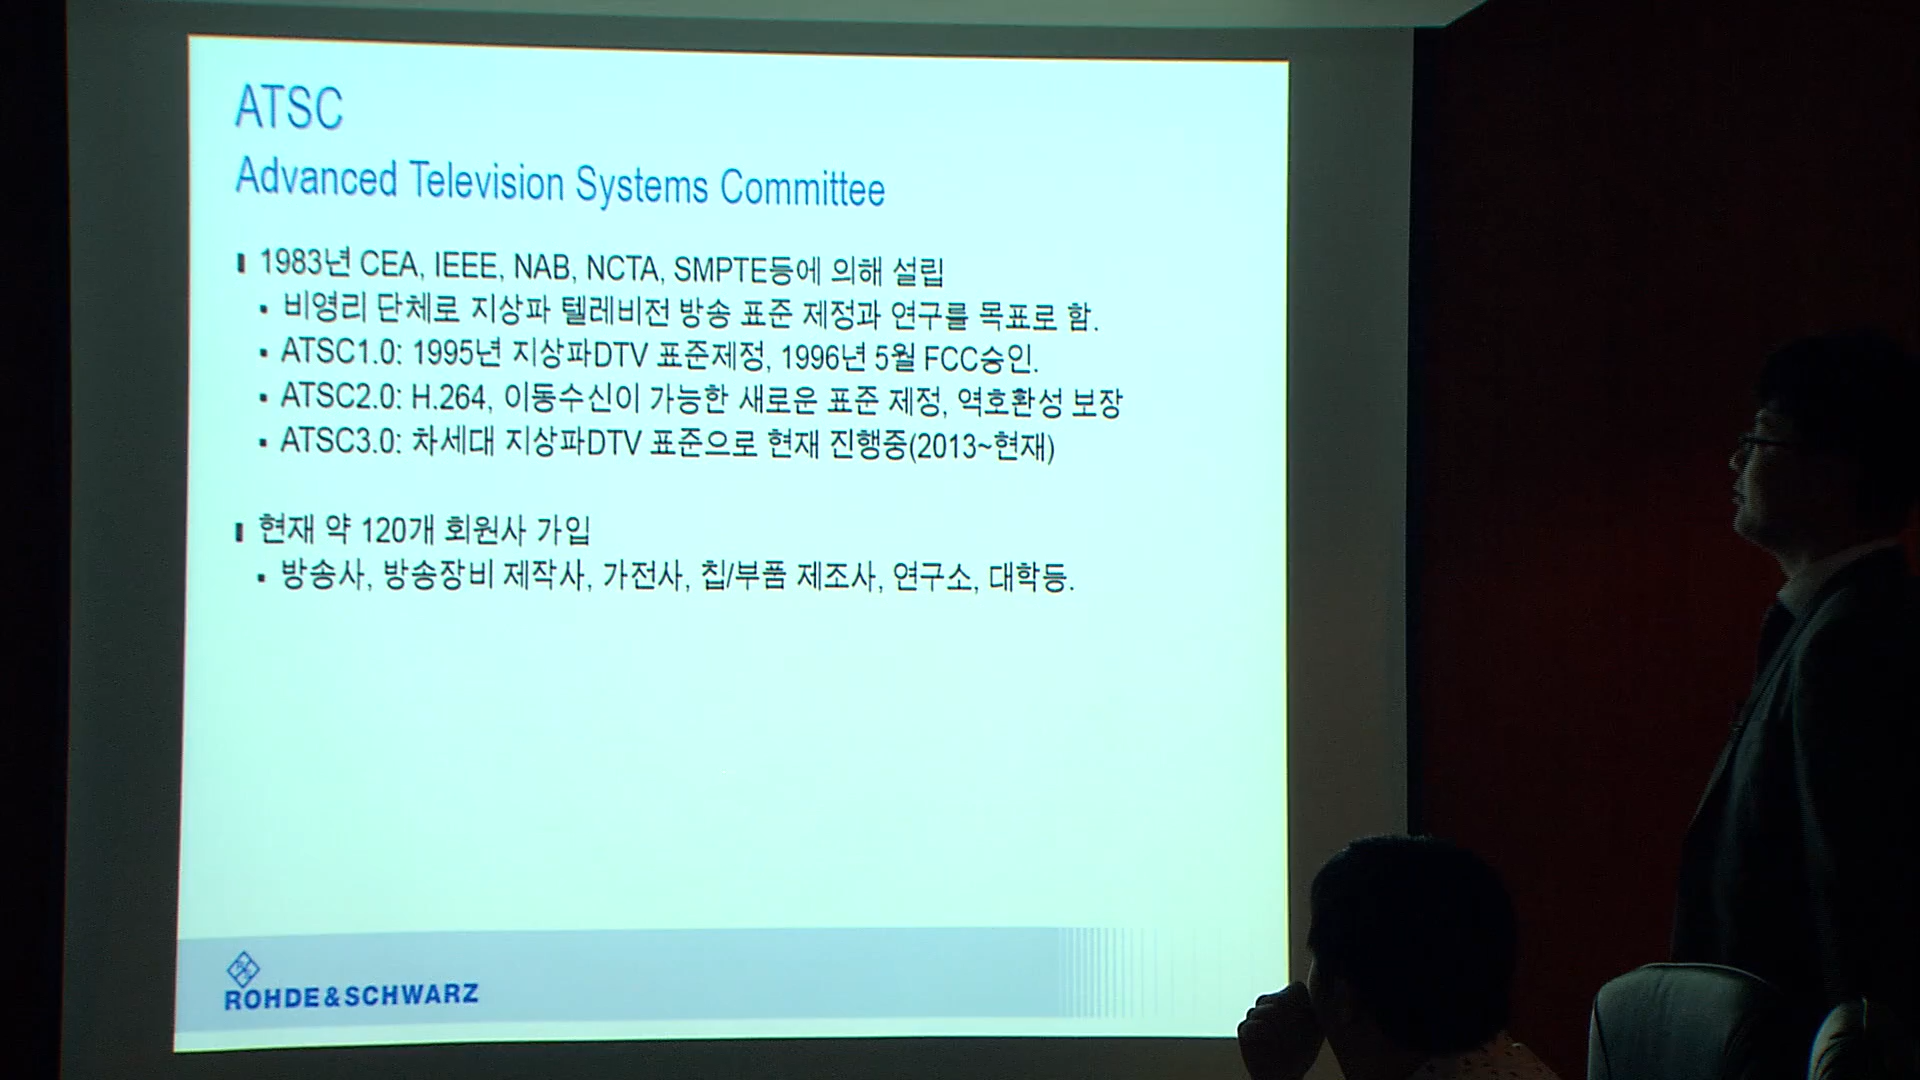 ATSC
Advanced Television Systems Committee
1983년 CEA, IEEE, NAB, NCTA, SMPTE등에 의해 설립
비영리 단체로 지상파 텔레비전 방송 표준 제정과 연구를 목표로 함.
ATSC1.0: 1995년 지상파DTV 표준제정, 1996년 5월 FCC승인.
ATSC2.0: H.264, 이동수신이 가능한 새로운 표준 제정, 역호환성 보장
ATSC3.0: 차세대 지상파DTV 표준으로 현재 진행중(2013~현재)
현재 약 120개 회원사 가입
방송사, 방송장비 제작사, 가전사, 칩/부품 제조사, 연구소, 대학등.
ROHDE&SCHWARZ